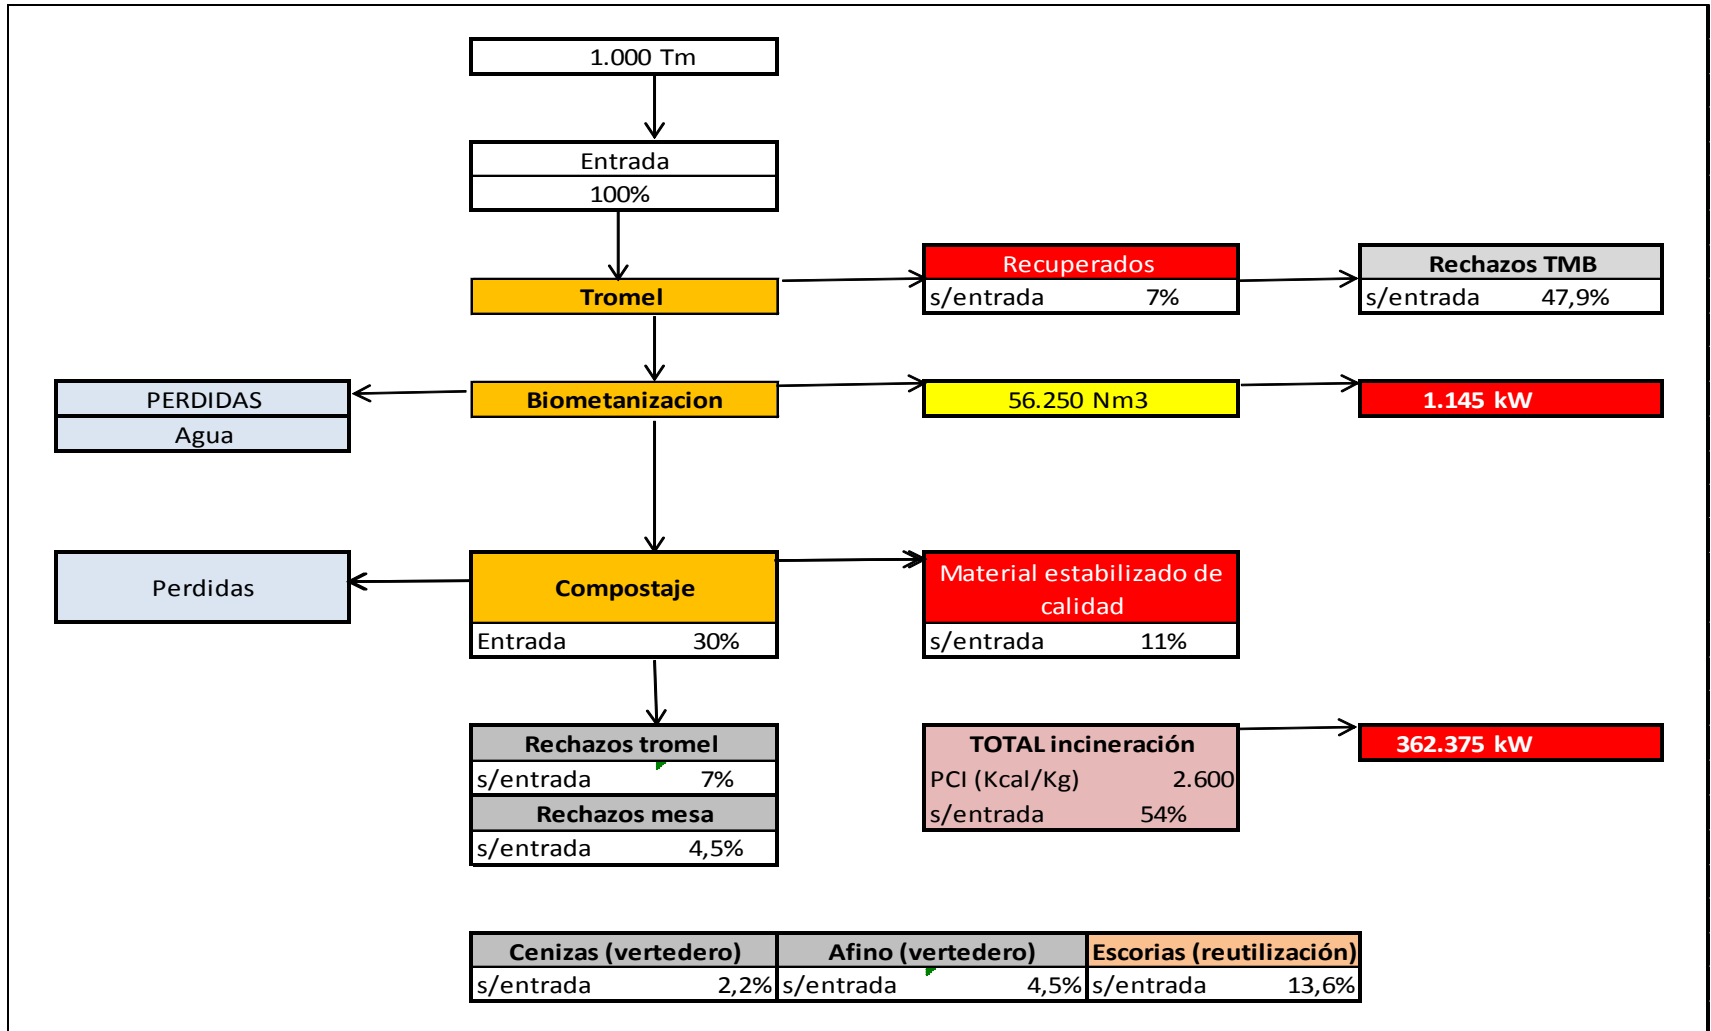 1.000 Tm
Entrada
100%
Tromel
Recuperados
s/entrada 7%
Rechazos TMB
s/entrada 47,9%
PERDIDAS
Agua
Biometanizacion
56.250 Nm3
1.145 kW
Perdidas
Compostaje
Entrada 30%
Material estabilizado de
calidad
s/entrada 11%
Rechazos tromel
s/entrada 7%
Rechazos mesa
s/entrada 4,5%
TOTAL incineración
PCI (Kcal/Kg) 2.600
s/entrada 54%
362.375 kW
Cenizas (vertedero)
s/entrada 2,2%
Afino (vertedero)
s/entrada 4,5%
Escorias (reutilización)
s/entrada 13,6%